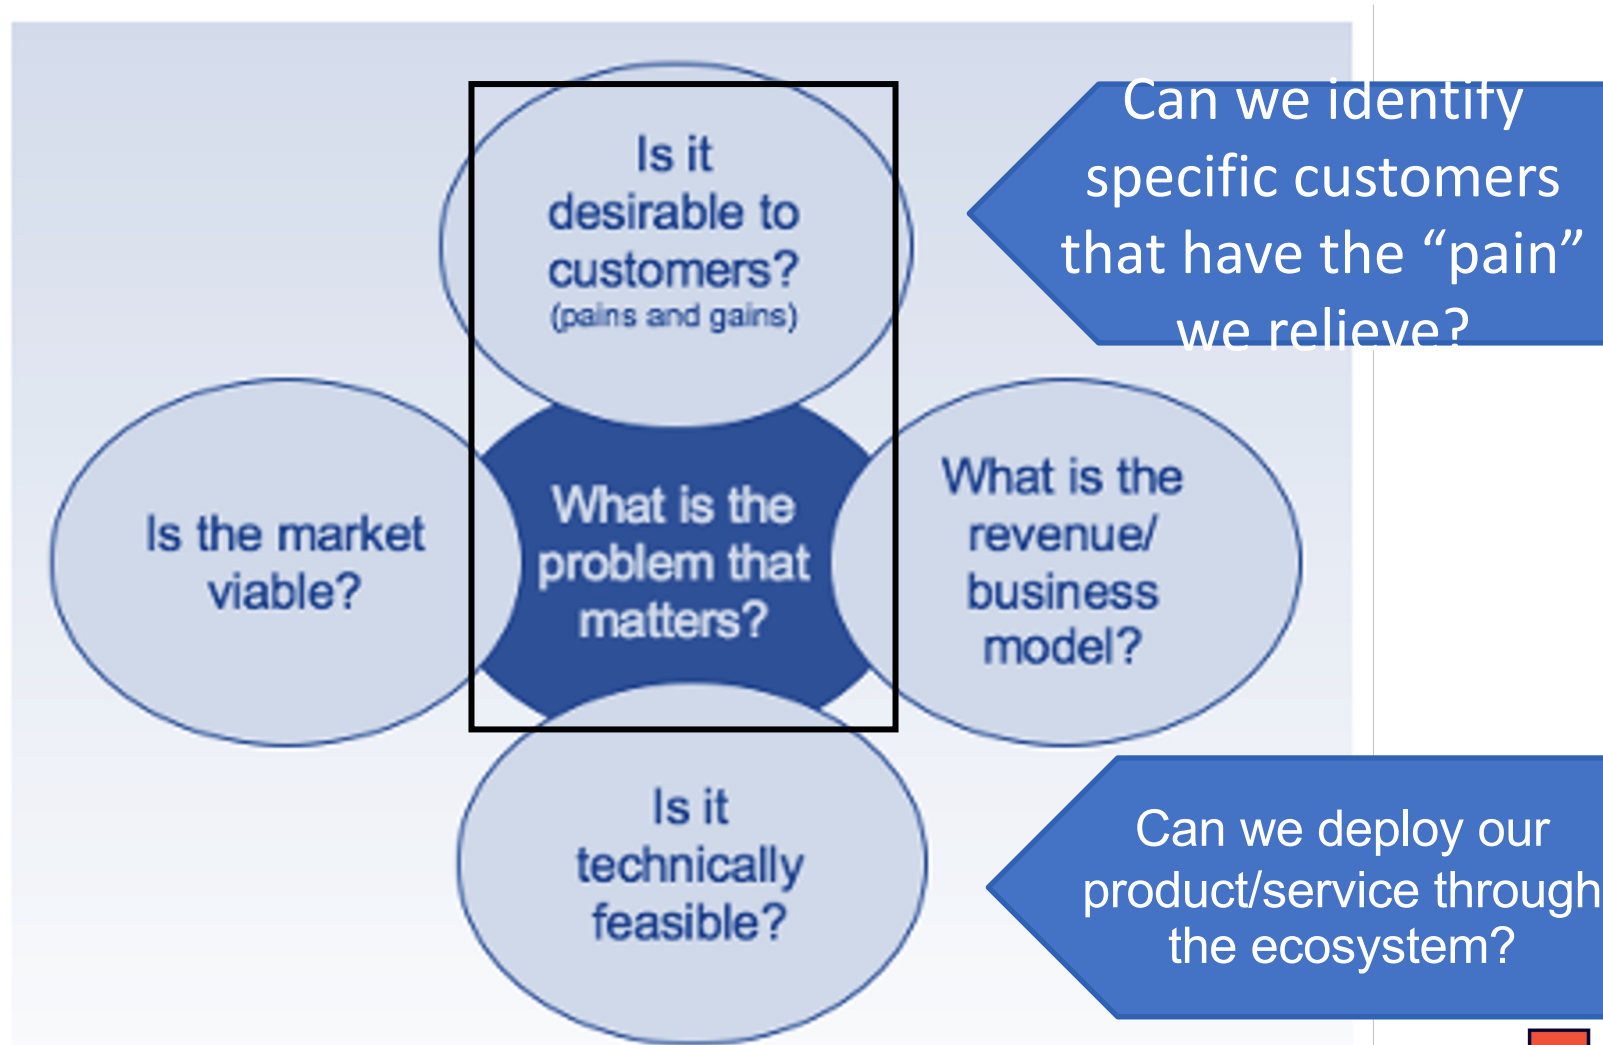 Is it
desirable to
customers?
(pains and gains)
Can we identify
specific customers
that have the “pain”
we relieve?
Is the market
viable?
What is the
problem that
matters?
What is the
revenue/
business
model?
Is it
technically
feasible?
Can we deploy our
product/service through
the ecosystem?